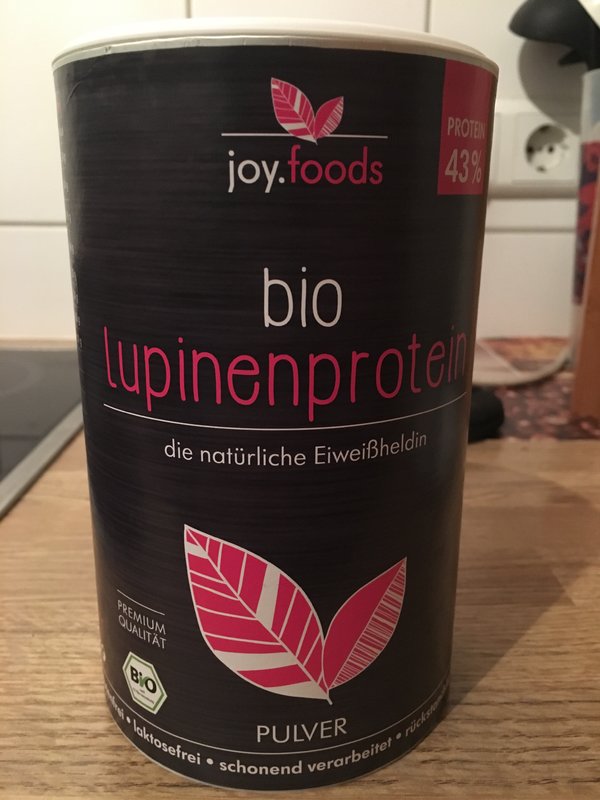 joy.foods
PROTEIN
43%
bio
lupinenprotein
die natürliche Eiweißheldin
PREMIUM
QUALITÄT
BiO
PULVER
• laktosefrei • schonend verarbeitet •